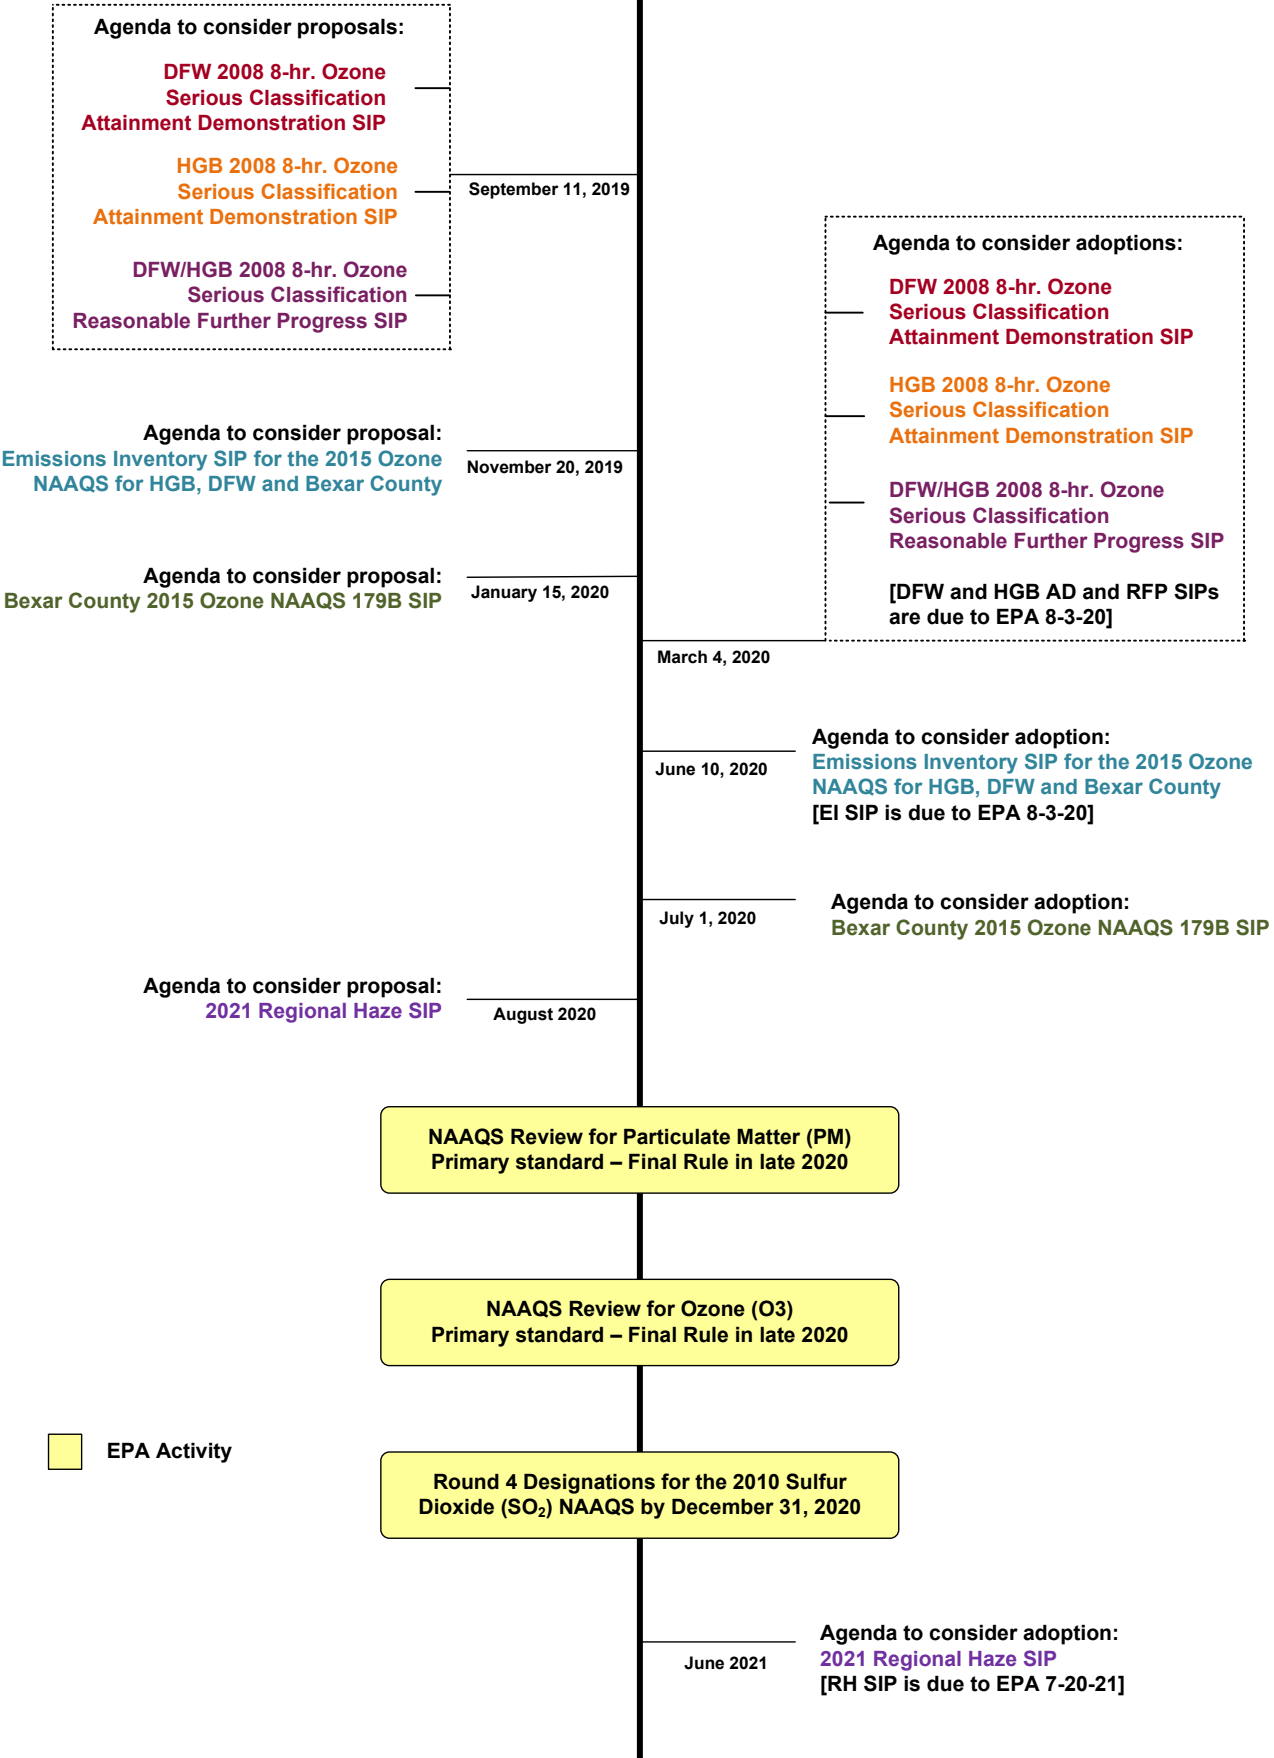 Agenda to consider proposals:
DFW 2008 8-hr. Ozone
Serious Classification
Attainment Demonstration SIP
HGB 2008 8-hr. Ozone
Serious Classification
Attainment Demonstration SIP
DFW/HGB 2008 8-hr. Ozone
Serious Classification
Reasonable Further Progress SIP
September 11, 2019
Agenda to consider adoptions:
DFW 2008 8-hr. Ozone
Serious Classification
Attainment Demonstration SIP
HGB 2008 8-hr. Ozone
Serious Classification
Attainment Demonstration SIP
DFW/HGB 2008 8-hr. Ozone
Serious Classification
Reasonable Further Progress SIP
[DFW and HGB AD and RFP SIPs
are due to EPA 8-3-20]
Agenda to consider proposal:
Emissions Inventory SIP for the 2015 Ozone
NAAQS for HGB, DFW and Bexar County
November 20, 2019
Agenda to consider proposal:
Bexar County 2015 Ozone NAAQS 179B SIP
January 15, 2020
March 4, 2020
June 10, 2020
Agenda to consider adoption:
Emissions Inventory SIP for the 2015 Ozone
NAAQS for HGB, DFW and Bexar County
[EI SIP is due to EPA 8-3-20]
July 1, 2020
Agenda to consider adoption:
Bexar County 2015 Ozone NAAQS 179B SIP
Agenda to consider proposal:
2021 Regional Haze SIP
August 2020
NAAQS Review for Particulate Matter (PM)
Primary standard – Final Rule in late 2020
NAAQS Review for Ozone (O3)
Primary standard – Final Rule in late 2020
EPA Activity
Round 4 Designations for the 2010 Sulfur
Dioxide (SO₂) NAAQS by December 31, 2020
June 2021
Agenda to consider adoption:
2021 Regional Haze SIP
[RH SIP is due to EPA 7-20-21]